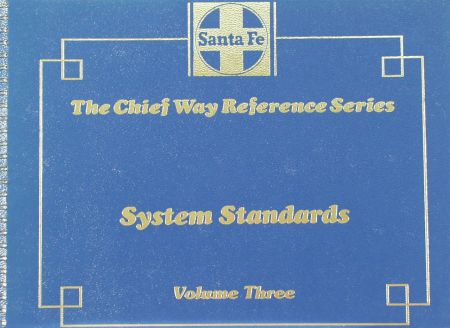 Santa Fe
The Chief Way Reference Series
System Standards
Volume Three